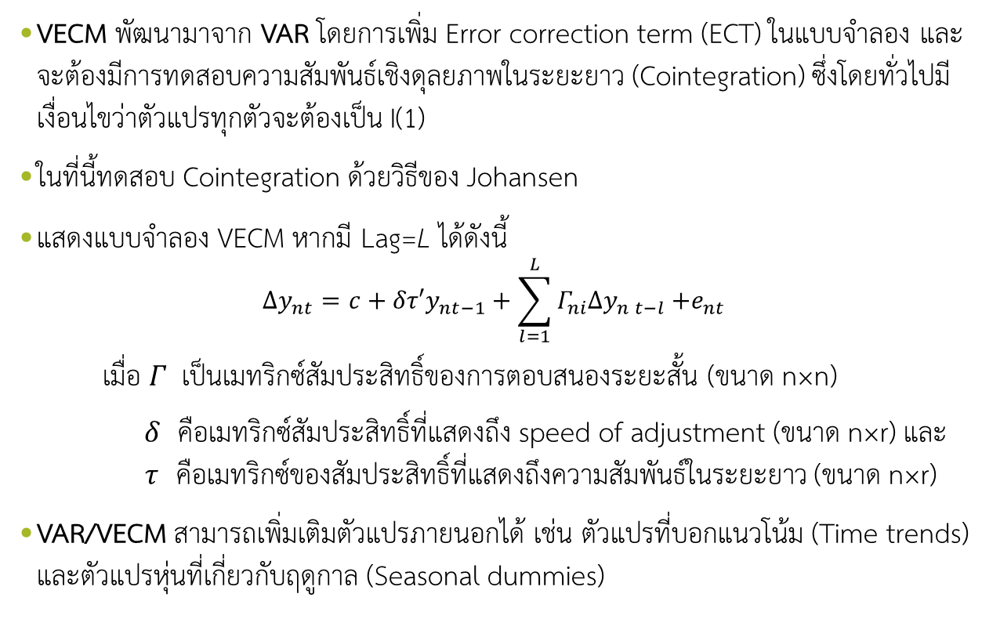 • VECM พัฒนามาจาก VAR โดยการเพิ่ม Error correction term (ECT) ในแบบจำลอง และ
จะต้องมีการทดสอบความสัมพันธ์เชิงดุลยภาพในระยะยาว (Cointegration) ซึ่งโดยทั่วไปมี
เงื่อนไขว่าตัวแปรทุกตัวจะต้องเป็น I(1)
• ในที่นี้ทดสอบ Cointegration ด้วยวิธีของ Johansen
• แสดงแบบจำลอง VECM หากมี Lag=L ได้ดังนี้
Δy_{nt} = c + δτ′y_{nt−1} + ∑_{l=1}^{L} Γ_{ni}Δy_{n t−l} +e_{nt}
เมื่อ Γ เป็นเมทริกซ์สัมประสิทธิ์ของการตอบสนองระยะสั้น (ขนาด n×n)
δ คือเมทริกซ์สัมประสิทธิ์ที่แสดงถึง speed of adjustment (ขนาด n×r) และ
τ คือเมทริกซ์ของสัมประสิทธิ์ที่แสดงถึงความสัมพันธ์ในระยะยาว (ขนาด n×r)
• VAR/VECM สามารถเพิ่มเติมตัวแปรภายนอกได้ เช่น ตัวแปรที่บอกแนวโน้ม (Time trends)
และตัวแปรหุ่นที่เกี่ยวกับฤดูกาล (Seasonal dummies)